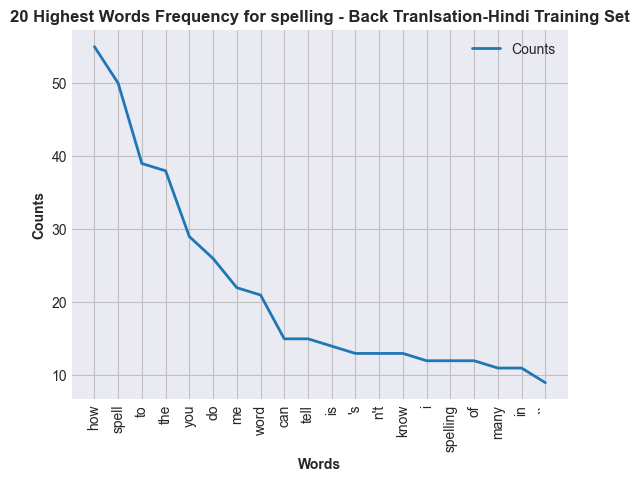 20 Highest Words Frequency for spelling - Back Tranlsation-Hindi Training Set
Counts
50
40
30
20
10
Counts
how
spell
to
the
you
do
me
word
can
tell
is
's
n't
know
i
spelling
of
many
in
``
Words